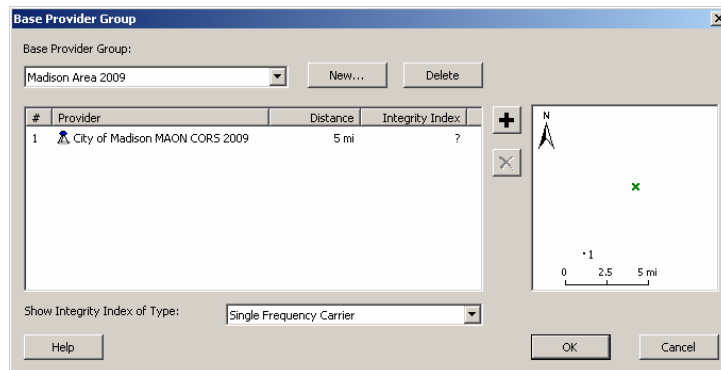 Base Provider Group
Base Provider Group:
Madison Area 2009
New...
Delete
# Provider Distance Integrity Index
1 City of Madison MAON CORS 2009 5 mi ?
N
1
0 2.5 5 mi
Show Integrity Index of Type:
Single Frequency Carrier
Help
OK
Cancel